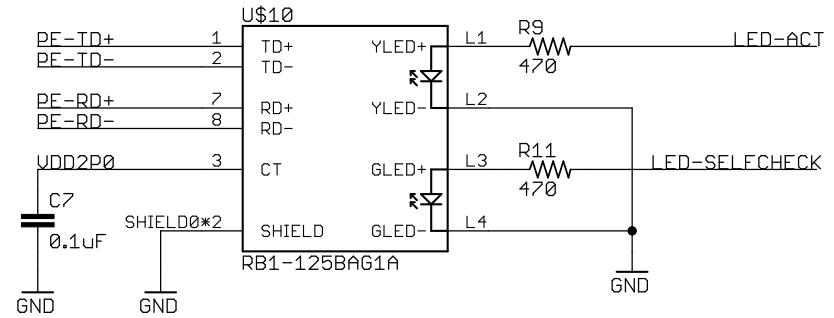 U$10
PE-TD+ 1 TD+ YLED+ L1 R9 LED-ACT
PE-TD- 2 TD- 470
PE-RD+ 7 RD+ YLED- L2
PE-RD- 8 RD-
VDD2P0 3 CT GLED+ L3 R11 LED-SELFCHECK
470
C7
0.1uF
SHIELD0*2 SHIELD GLED- L4
RB1-125BAG1A
GND GND GND